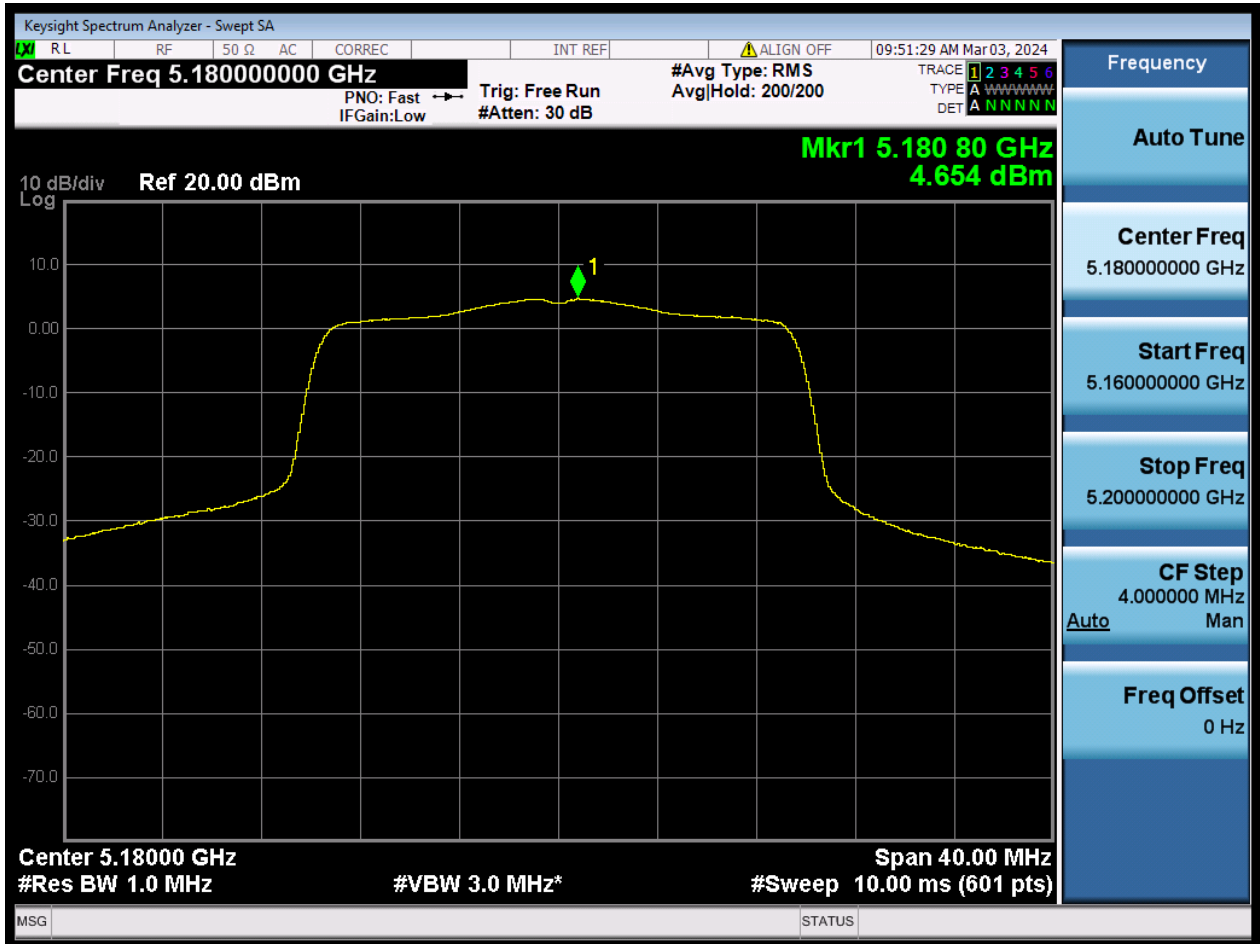 Keysight Spectrum Analyzer - Swept SA
LXI RL RF 50 Ω AC CORREC INT REF ALIGN OFF 09:51:29 AM Mar 03, 2024
Center Freq 5.180000000 GHz
PNO: Fast
IFGain:Low
Trig: Free Run
#Atten: 30 dB
#Avg Type: RMS
Avg|Hold: 200/200
TRACE 1 2 3 4 5 6
TYPE A WWWWWW
DET A N N N N N
Mkr1 5.180 80 GHz
4.654 dBm
10 dB/div Ref 20.00 dBm
Log
1
10.0
0.00
-10.0
-20.0
-30.0
-40.0
-50.0
-60.0
-70.0
Center 5.18000 GHz Span 40.00 MHz
#Res BW 1.0 MHz #VBW 3.0 MHz* #Sweep 10.00 ms (601 pts)
MSG STATUS
Frequency
Auto Tune
Center Freq
5.180000000 GHz
Start Freq
5.160000000 GHz
Stop Freq
5.200000000 GHz
CF Step
4.000000 MHz
Auto Man
Freq Offset
0 Hz